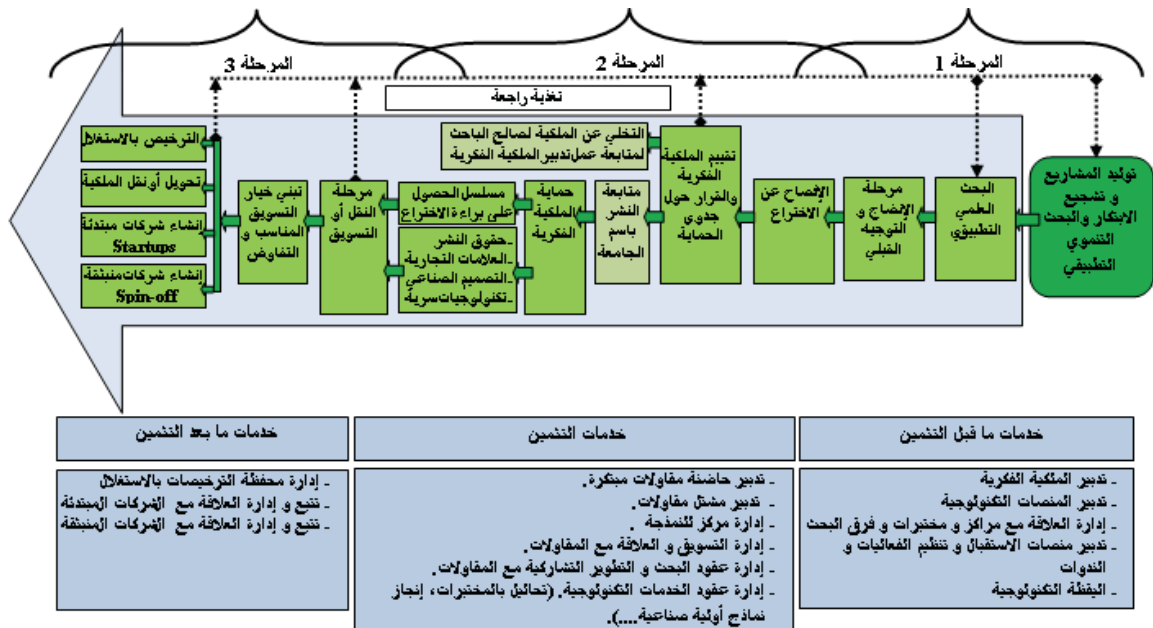 المرحلة 1
المرحلة 2
المرحلة 3
تغذية راجعة
توليد المشاريع
و تشجيع
الابتكار والبحث
التنموي
التطبيقي
البحث
العلمي
التطبيقي
مرحلة
الإنضاج و
التوجيه
القبلي
الإفصاح عن
الاختراع
تقييم الملكية
الفكرية
والقرار حول
جدوى
الحماية
التخلي عن الملكية لصالح الباحث
لمتابعة عمل تدبير الملكية الفكرية
متابعة
النشر
باسم
الجامعة
حماية
الملكية
الفكرية
مسلسل الحصول
على براءة الاختراع
ـ حقوق النشر
ـ العلامات التجارية
ـ التصميم الصناعي
ـ تكنولوجيات سرية
مرحلة
النقل أو
التسويق
تبني خيار
التسويق
المناسب و
التفاوض
الترخيص بالاستغلال
تحويل أو نقل الملكية
إنشاء شركات مبتدئة
Startups
إنشاء شركات منبثقة
Spin-off
خدمات ما قبل التثمين
ـ تدبير الملكية الفكرية
ـ تدبير المنصات التكنولوجية
ـ إدارة العلاقة مع مراكز و مختبرات و فرق البحث
ـ تدبير منصات الاستقبال و تنظيم الفعاليات و
الندوات
ـ اليقظة التكنولوجية
خدمات التثمين
ـ تدبير حاضنة مقاولات مبتكرة.
ـ تدبير مشتل مقاولات.
ـ إدارة مركز للنمذجة .
ـ إدارة التسويق و العلاقة مع المقاولات.
ـ إدارة عقود البحث و التطوير التشاركية مع المقاولات.
ـ إدارة عقود الخدمات التكنولوجية. (تحاليل بالمختبرات، إنجاز
نماذج أولية صناعية....).
خدمات ما بعد التثمين
ـ إدارة محفظة الترخيصات بالاستغلال
ـ تتبع و إدارة العلاقة مع الشركات المبتدئة
ـ تتبع و إدارة العلاقة مع الشركات المنبثقة